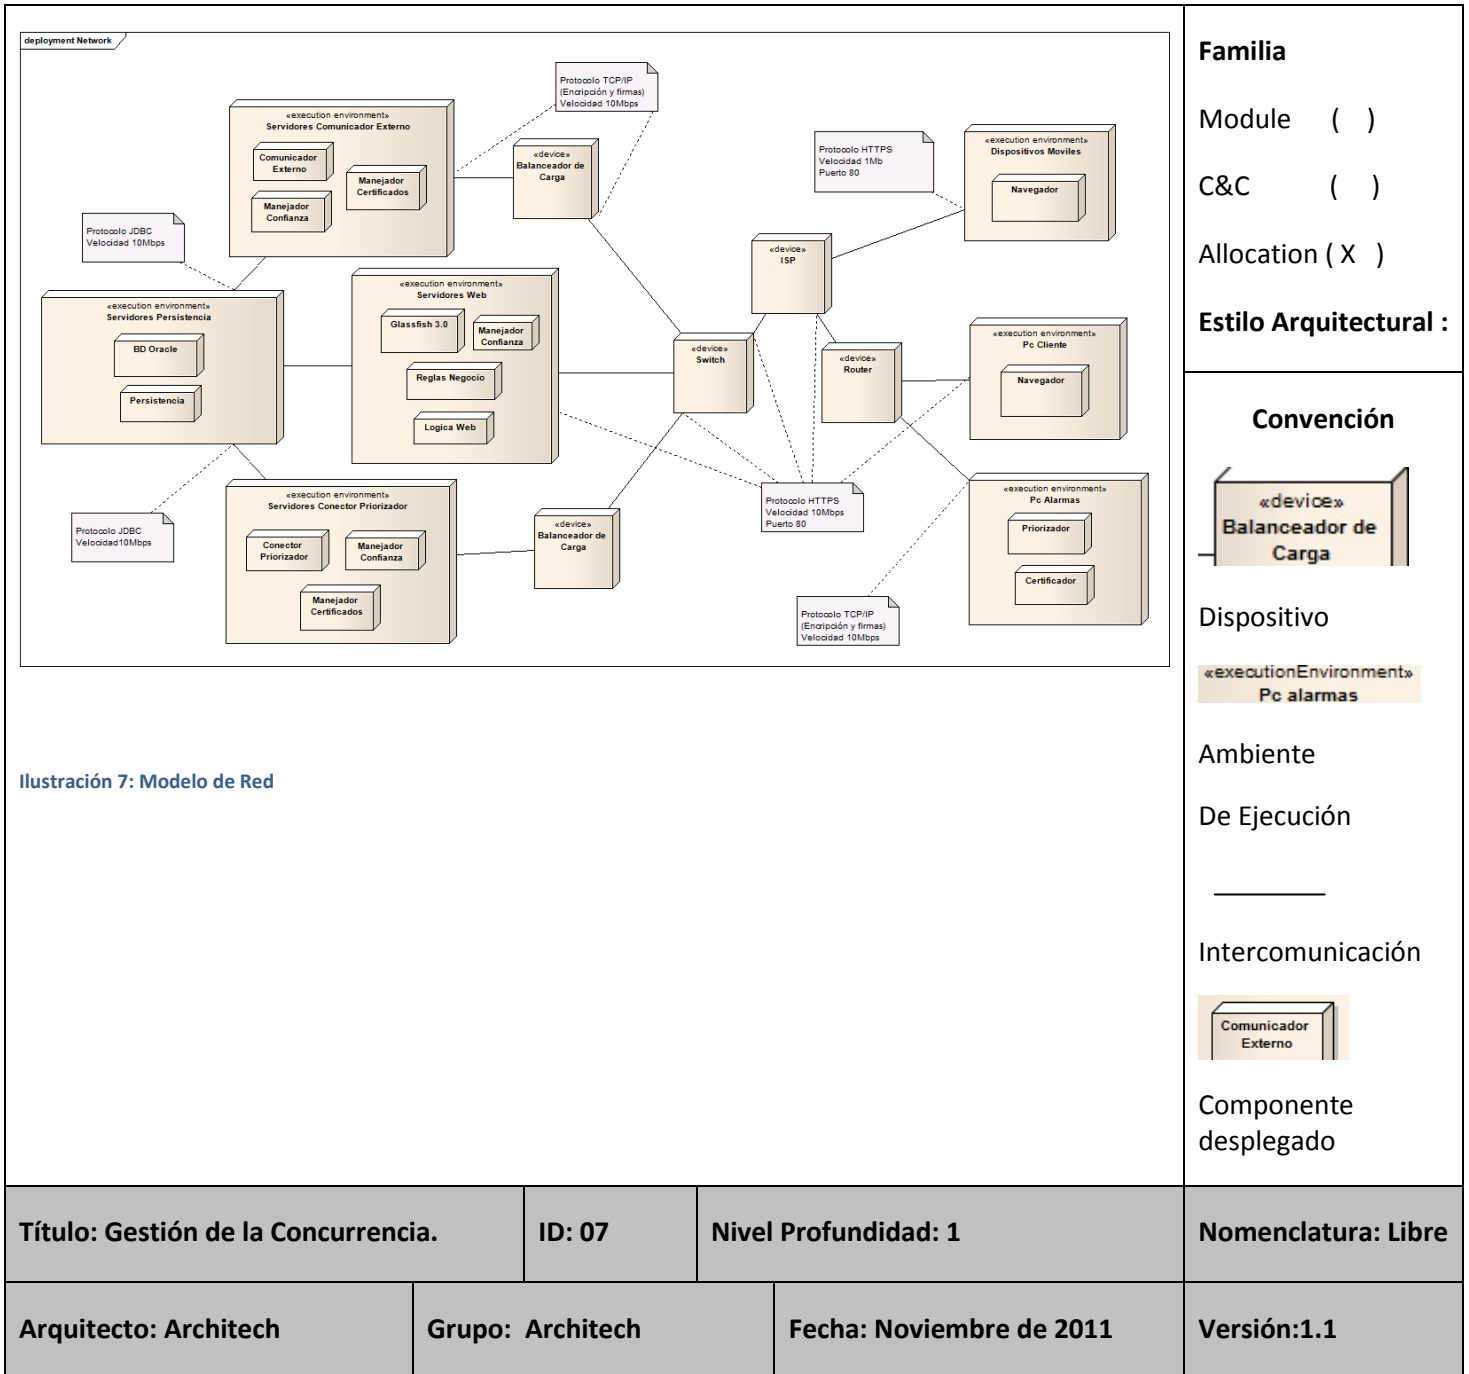 deployment Network
Protocolo TCP/IP
(Encripción y firmas)
Velocidad 10Mbps
«execution environment»
Servidores Comunicador Externo
Comunicador
Externo
Manejador
Certificados
Manejador
Confianza
«device»
Balanceador de
Carga
Protocolo HTTPS
Velocidad 1Mb
Puerto 80
«execution environment»
Dispositivos Moviles
Navegador
Protocolo JDBC
Velocidad 10Mbps
«device»
ISP
«execution environment»
Servidores Persistencia
BD Oracle
Persistencia
«execution environment»
Servidores Web
Glassfish 3.0
Manejador
Confianza
Reglas Negocio
Logica Web
«device»
Switch
«device»
Router
«execution environment»
Pc Cliente
Navegador
«execution environment»
Servidores Conector Priorizador
Conector
Priorizador
Manejador
Confianza
Manejador
Certificados
Protocolo JDBC
Velocidad10Mbps
«device»
Balanceador de
Carga
Protocolo HTTPS
Velocidad 10Mbps
Puerto 80
«execution environment»
Pc Alarmas
Priorizador
Certificador
Protocolo TCP/IP
(Encripción y firmas)
Velocidad 10Mbps
Ilustración 7: Modelo de Red
Familia
Module ( )
C&C ( )
Allocation ( X )
Estilo Arquitectural :
Convención
«device»
Balanceador de
Carga
Dispositivo
«executionEnvironment»
Pc alarmas
Ambiente
De Ejecución
Intercomunicación
Comunicador
Externo
Componente
desplegado
Título: Gestión de la Concurrencia.
ID: 07
Nivel Profundidad: 1
Nomenclatura: Libre
Arquitecto: Architech
Grupo: Architech
Fecha: Noviembre de 2011
Versión:1.1